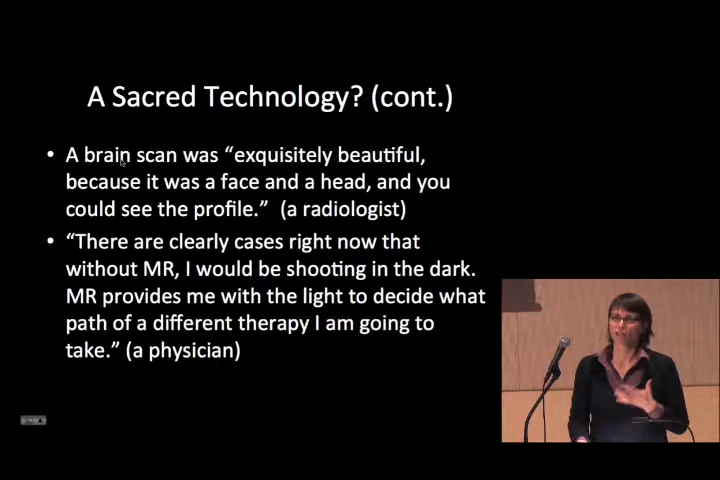 A Sacred Technology? (cont.)
• A brain scan was “exquisitely beautiful,
because it was a face and a head, and you
could see the profile.” (a radiologist)
• “There are clearly cases right now that
without MR, I would be shooting in the dark.
MR provides me with the light to decide what
path of a different therapy I am going to
take.” (a physician)